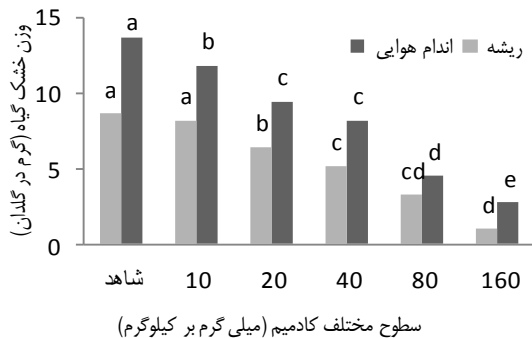 وزن خشک گیاه (گرم در گلدان)
15
10
5
0
ریشه اندام هوایی
a a
a b
b c
c c
cd d
d e
شاهد 10 20 40 80 160
سطوح مختلف کادمیم (میلی گرم بر کیلوگرم)